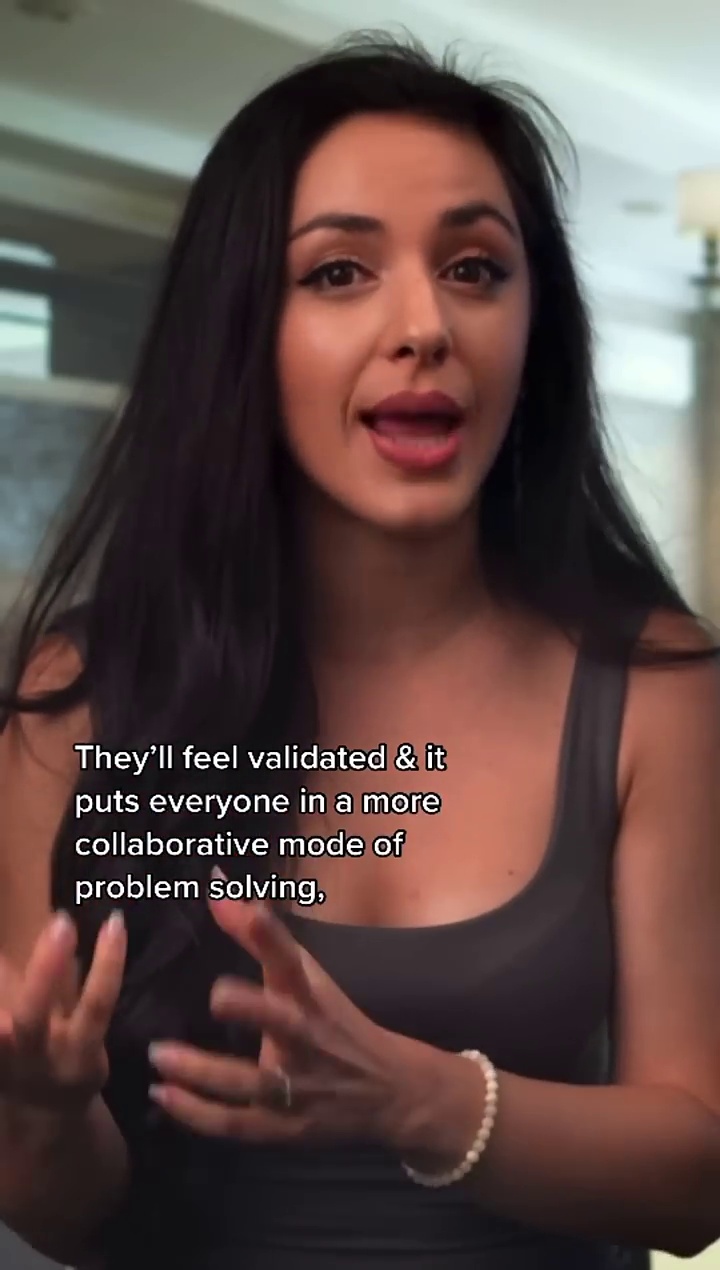 They’ll feel validated & it
puts everyone in a more
collaborative mode of
problem solving,